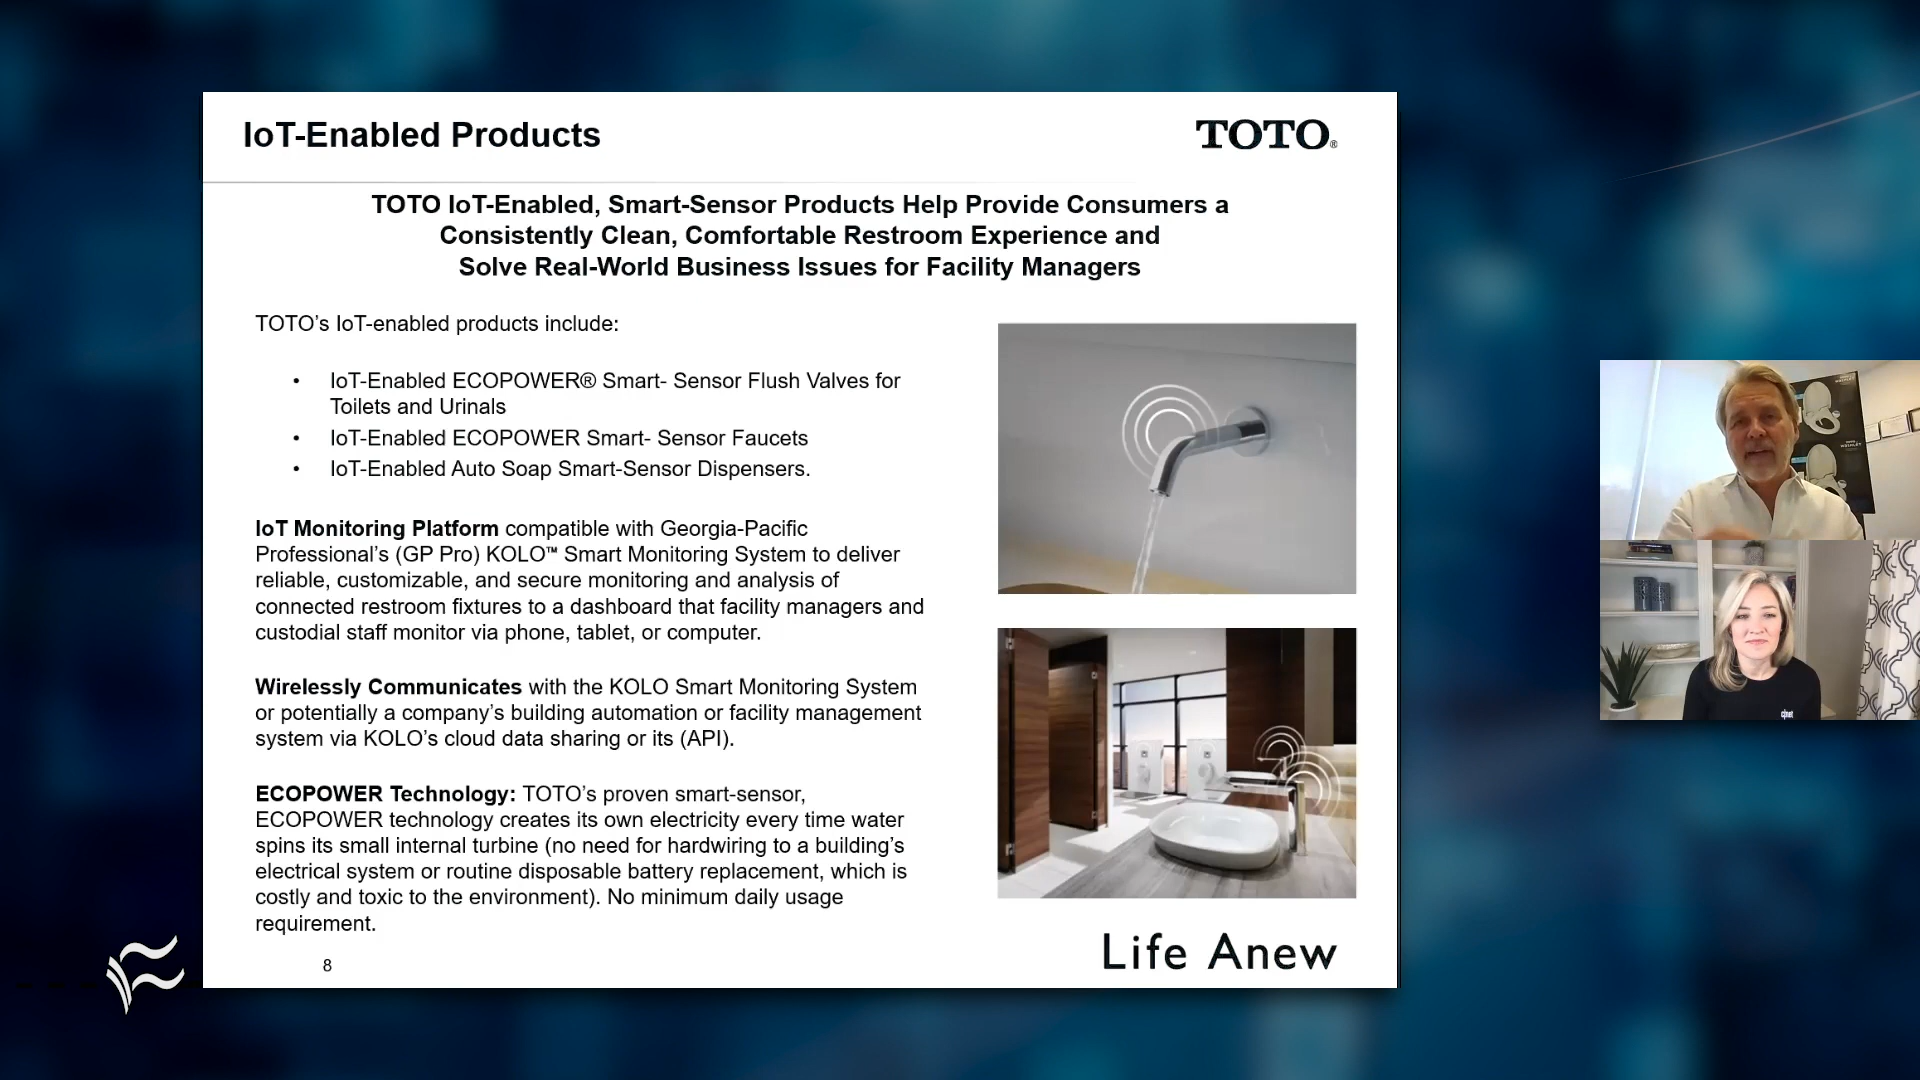 IoT-Enabled Products
TOTO®
TOTO IoT-Enabled, Smart-Sensor Products Help Provide Consumers a
Consistently Clean, Comfortable Restroom Experience and
Solve Real-World Business Issues for Facility Managers
TOTO’s IoT-enabled products include:
• IoT-Enabled ECOPOWER® Smart- Sensor Flush Valves for
Toilets and Urinals
• IoT-Enabled ECOPOWER Smart- Sensor Faucets
• IoT-Enabled Auto Soap Smart-Sensor Dispensers.
IoT Monitoring Platform compatible with Georgia-Pacific
Professional’s (GP Pro) KOLO™ Smart Monitoring System to deliver
reliable, customizable, and secure monitoring and analysis of
connected restroom fixtures to a dashboard that facility managers and
custodial staff monitor via phone, tablet, or computer.
Wirelessly Communicates with the KOLO Smart Monitoring System
or potentially a company’s building automation or facility management
system via KOLO’s cloud data sharing or its (API).
ECOPOWER Technology: TOTO’s proven smart-sensor,
ECOPOWER technology creates its own electricity every time water
spins its small internal turbine (no need for hardwiring to a building’s
electrical system or routine disposable battery replacement, which is
costly and toxic to the environment). No minimum daily usage
requirement.
8
Life Anew
WASHLET
cnet